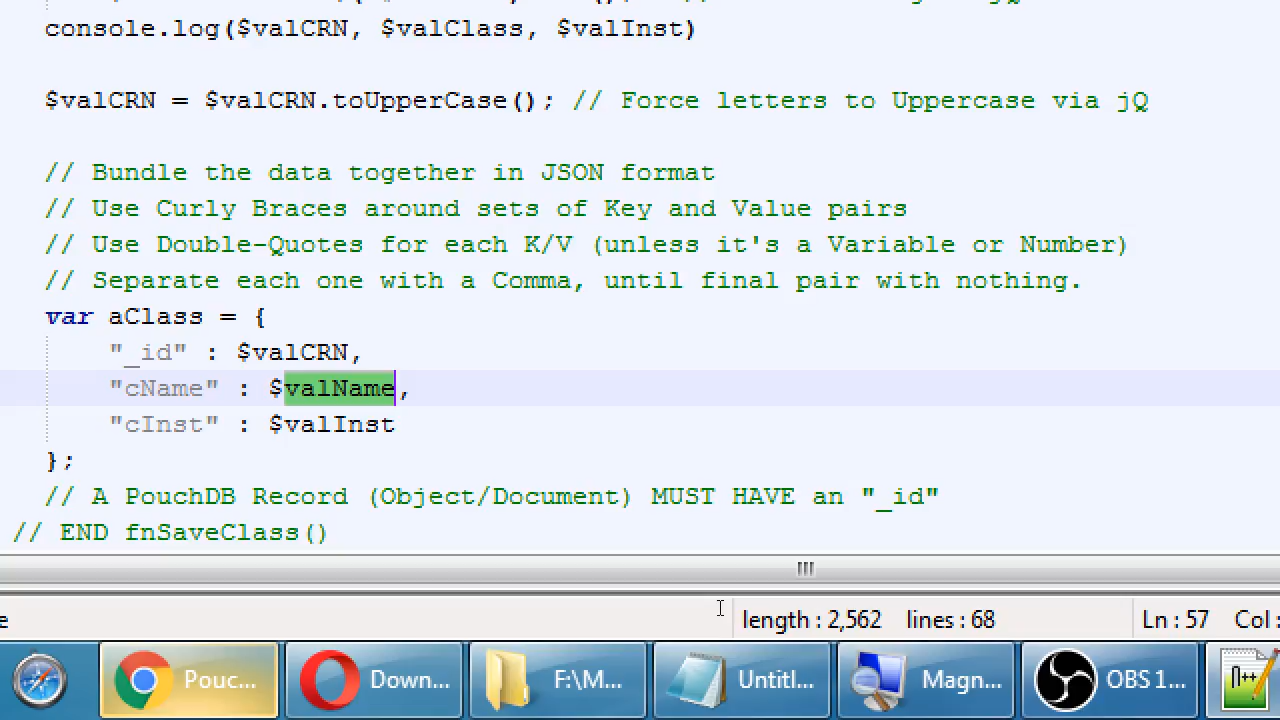 console.log($valCRN, $valClass, $valInst)
$valCRN = $valCRN.toUpperCase(); // Force letters to Uppercase via jQ
// Bundle the data together in JSON format
// Use Curly Braces around sets of Key and Value pairs
// Use Double-Quotes for each K/V (unless it's a Variable or Number)
// Separate each one with a Comma, until final pair with nothing.
var aClass = {
"_id" : $valCRN,
"cName" : $valName,
"cInst" : $valInst
};
// A PouchDB Record (Object/Document) MUST HAVE an "_id"
// END fnSaveClass()
e length : 2,562 lines : 68 Ln : 57 Col :
Pouc... Down... F:\M... Untitl... Magn... OBS 1...